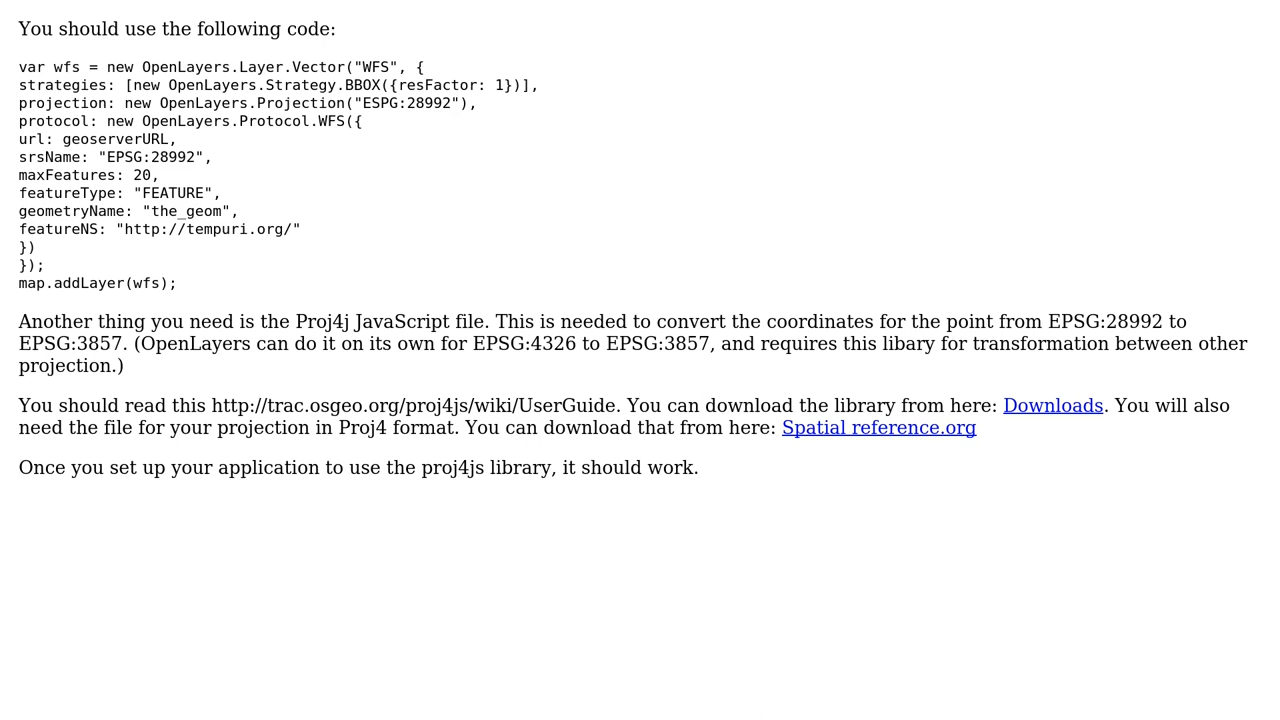 You should use the following code:
var wfs = new OpenLayers.Layer.Vector("WFS", {
strategies: [new OpenLayers.Strategy.BBOX({resFactor: 1})],
projection: new OpenLayers.Projection("ESPG:28992"),
protocol: new OpenLayers.Protocol.WFS({
url: geoserverURL,
srsName: "EPSG:28992",
maxFeatures: 20,
featureType: "FEATURE",
geometryName: "the_geom",
featureNS: "http://tempuri.org/"
})
});
map.addLayer(wfs);
Another thing you need is the Proj4j JavaScript file. This is needed to convert the coordinates for the point from EPSG:28992 to
EPSG:3857. (OpenLayers can do it on its own for EPSG:4326 to EPSG:3857, and requires this libary for transformation between other
projection.)
You should read this http://trac.osgeo.org/proj4js/wiki/UserGuide. You can download the library from here: Downloads. You will also
need the file for your projection in Proj4 format. You can download that from here: Spatial reference.org
Once you set up your application to use the proj4js library, it should work.